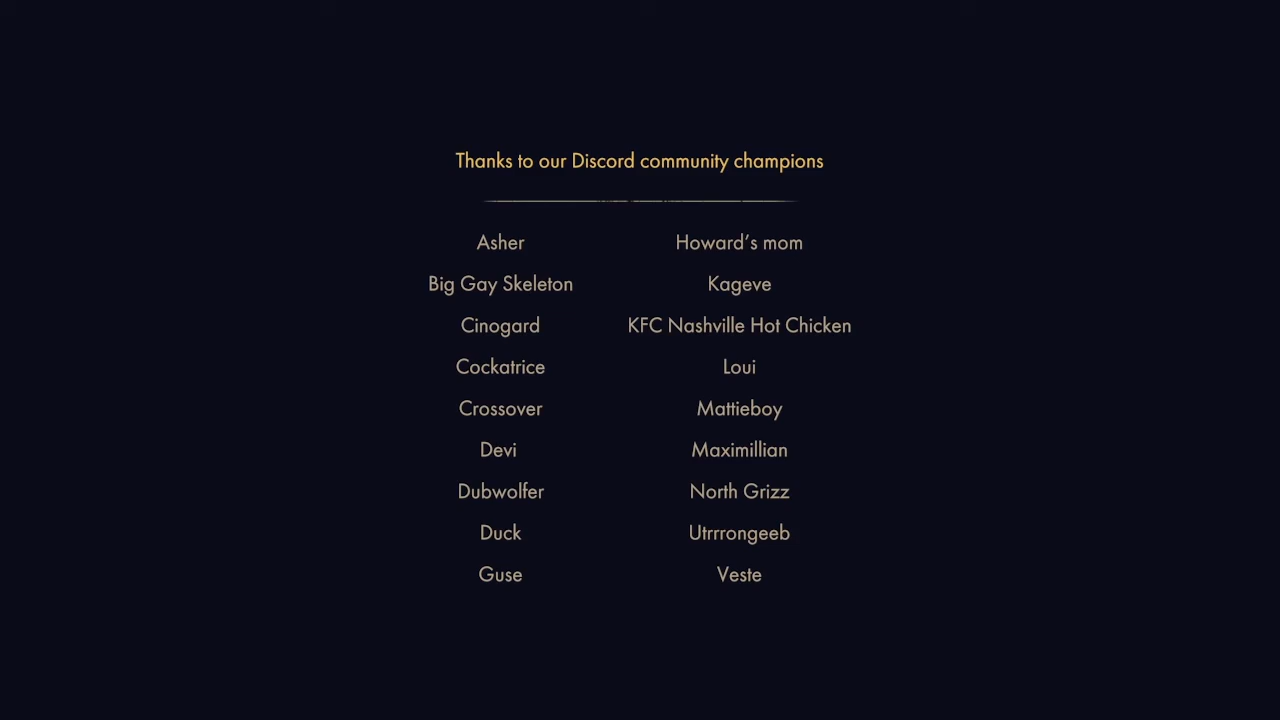 Thanks to our Discord community champions
Asher
Howard's mom
Big Gay Skeleton
Kageve
Cinogard
KFC Nashville Hot Chicken
Cockatrice
Loui
Crossover
Mattieboy
Devi
Maximillian
Dubwolfer
North Grizz
Duck
Utrrrongeeb
Guse
Veste